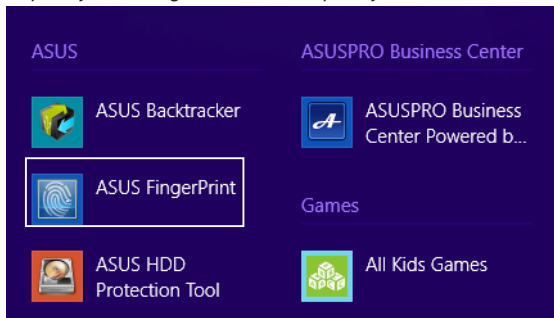 ASUS
ASUS Backtracker
ASUS FingerPrint
ASUS HDD
Protection Tool
ASUSPRO Business Center
ASUSPRO Business
Center Powered b...
Games
All Kids Games